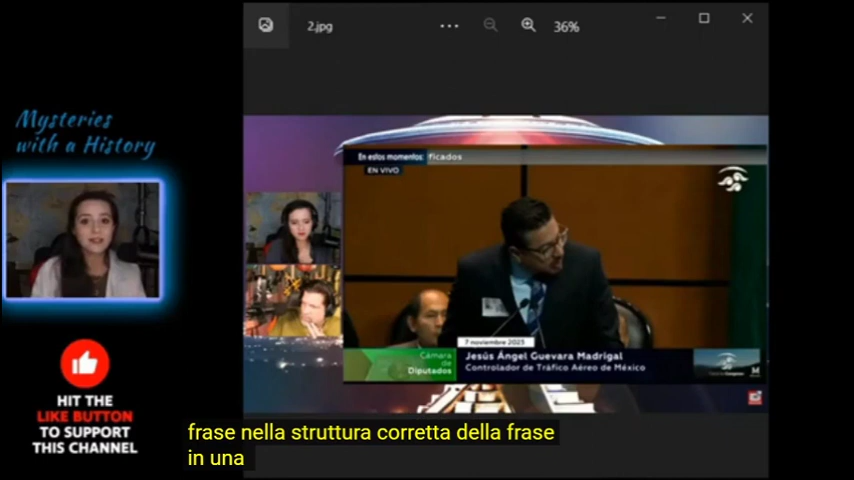 2.jpg
36%
Mysteries
with a History
En estos momentos: ficados
EN VIVO
7 noviembre 2023
Cámara
de
Diputados
Jesús Ángel Guevara Madrigal
Controlador de Tráfico Aéreo de México
HIT THE
LIKE BUTTON
TO SUPPORT
THIS CHANNEL
frase nella struttura corretta della frase
in una